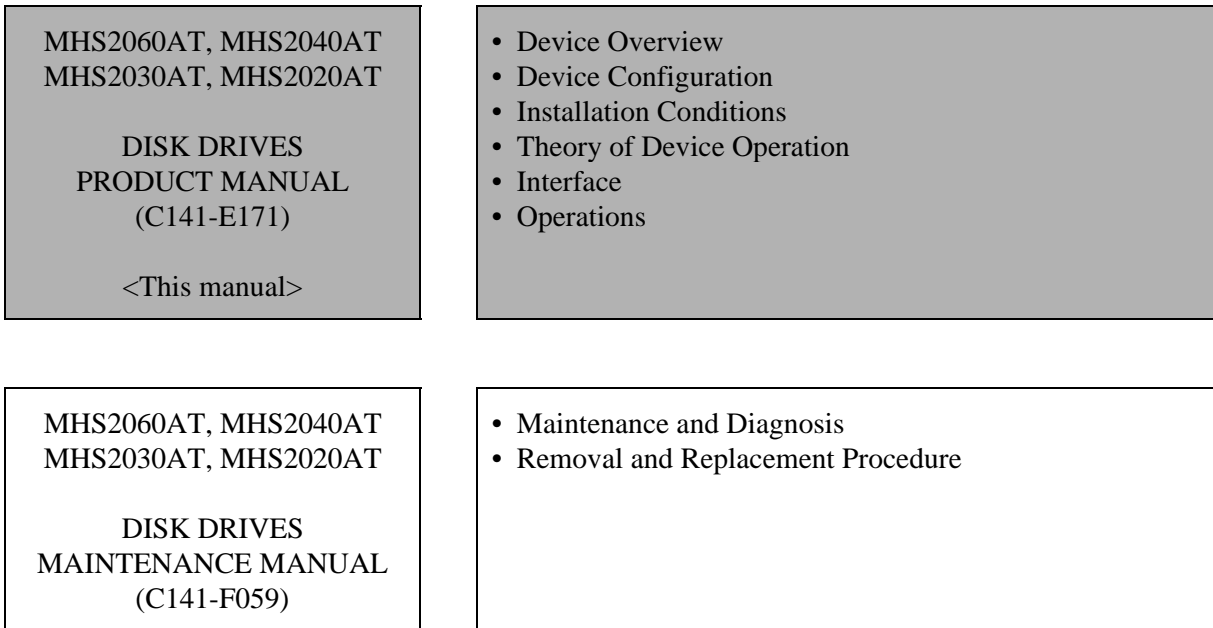 MHS2060AT, MHS2040AT
MHS2030AT, MHS2020AT
DISK DRIVES
PRODUCT MANUAL
(C141-E171)
<This manual>
• Device Overview
• Device Configuration
• Installation Conditions
• Theory of Device Operation
• Interface
• Operations
MHS2060AT, MHS2040AT
MHS2030AT, MHS2020AT
DISK DRIVES
MAINTENANCE MANUAL
(C141-F059)
• Maintenance and Diagnosis
• Removal and Replacement Procedure